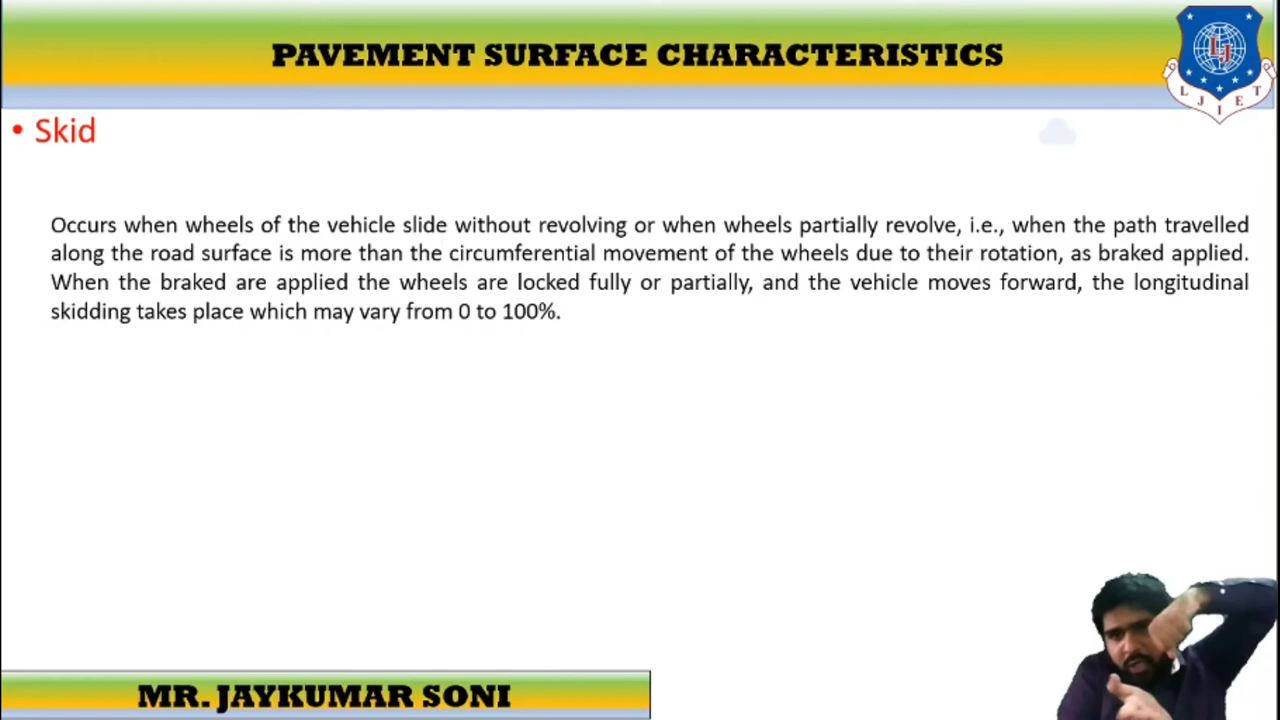 PAVEMENT SURFACE CHARACTERISTICS
LJ
L J I E T
• Skid
Occurs when wheels of the vehicle slide without revolving or when wheels partially revolve, i.e., when the path travelled
along the road surface is more than the circumferential movement of the wheels due to their rotation, as braked applied.
When the braked are applied the wheels are locked fully or partially, and the vehicle moves forward, the longitudinal
skidding takes place which may vary from 0 to 100%.
MR. JAYKUMAR SONI